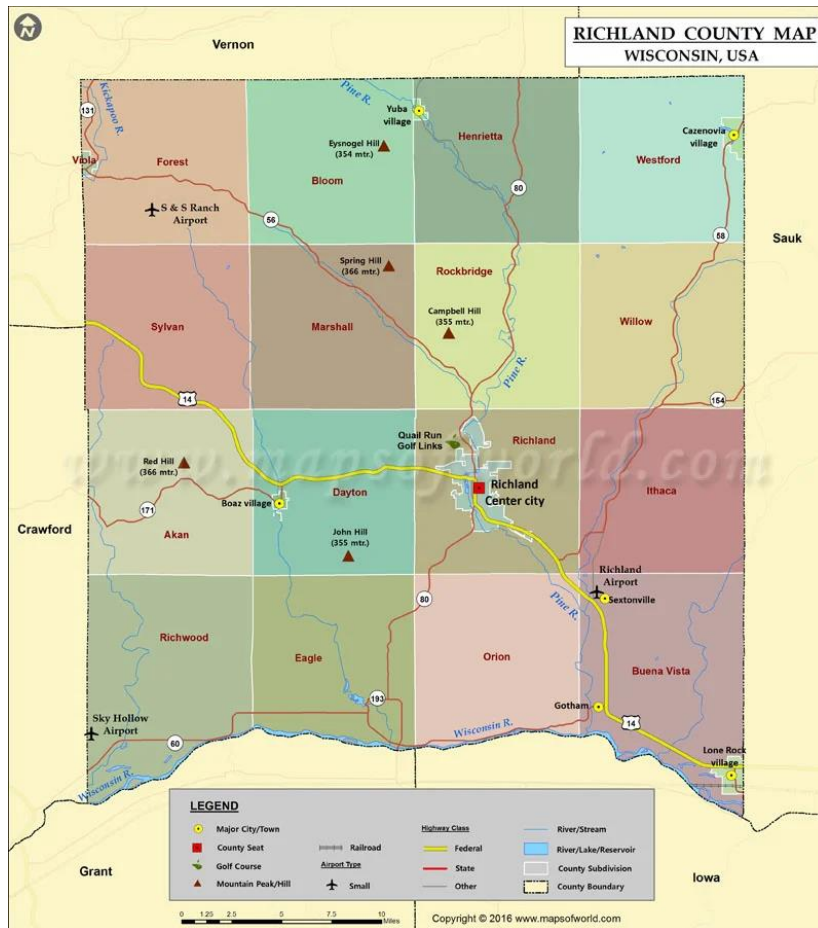 RICHLAND COUNTY MAP
WISCONSIN, USA
Vernon
131
Kickapoo R.
Viola
Forest
S & S Ranch
Airport
Pine R.
Yuba
village
Eysnogel Hill
(354 mtr.)
Bloom
Henrietta
80
56
Cazenovia
village
Westford
58
Sauk
Spring Hill
(366 mtr.)
Rockbridge
Sylvan
Marshall
Campbell Hill
(355 mtr.)
Willow
Pine R.
14
154
Quail Run
Golf Links
Richland
www.mapsofworld.com
Red Hill
(366 mtr.)
Richland
Center city
Ithaca
Dayton
Boaz village
171
Crawford
Akan
John Hill
(355 mtr.)
Richland
Airport
80
Sextonville
Pine R.
Richwood
Eagle
Orion
Buena Vista
193
Gotham
Sky Hollow
Airport
Wisconsin R.
14
60
Lone Rock
village
Wisconsin R.
LEGEND
Major City/Town
County Seat
Golf Course
Mountain Peak/Hill
Railroad
Airport Type
Small
Highway Class
Federal
State
Other
River/Stream
River/Lake/Reservoir
County Subdivision
County Boundary
Grant
Iowa
0 1.25 2.5 5 7.5 10
Miles
Copyright © 2016 www.mapsofworld.com